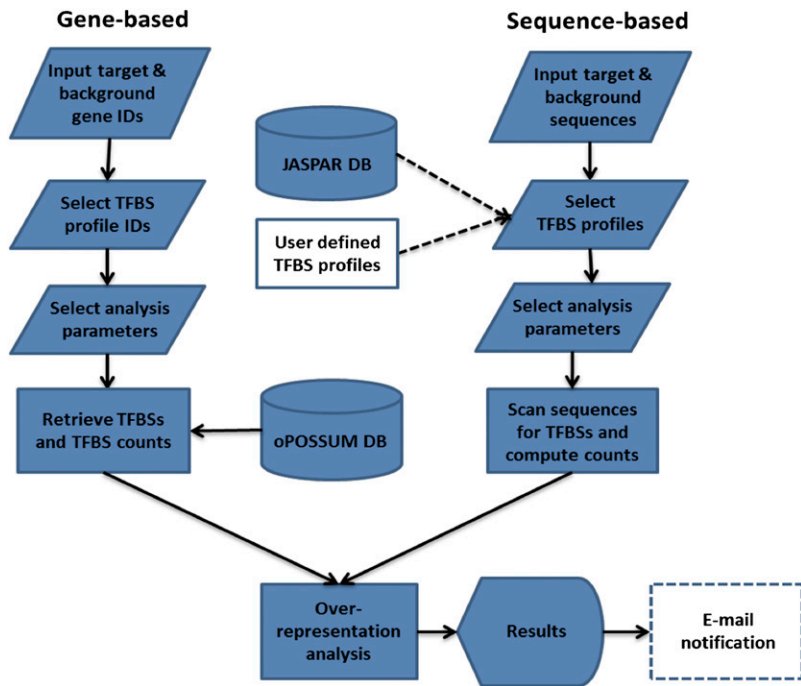 Gene-based
Sequence-based
Input target &
background
gene IDs
Input target &
background
sequences
JASPAR DB
Select TFBS
profile IDs
Select
TFBS profiles
User defined
TFBS profiles
Select analysis
parameters
Select analysis
parameters
Retrieve TFBSs
and TFBS counts
oPOSSUM DB
Scan sequences
for TFBSs and
compute counts
Over-
representation
analysis
Results
E-mail
notification